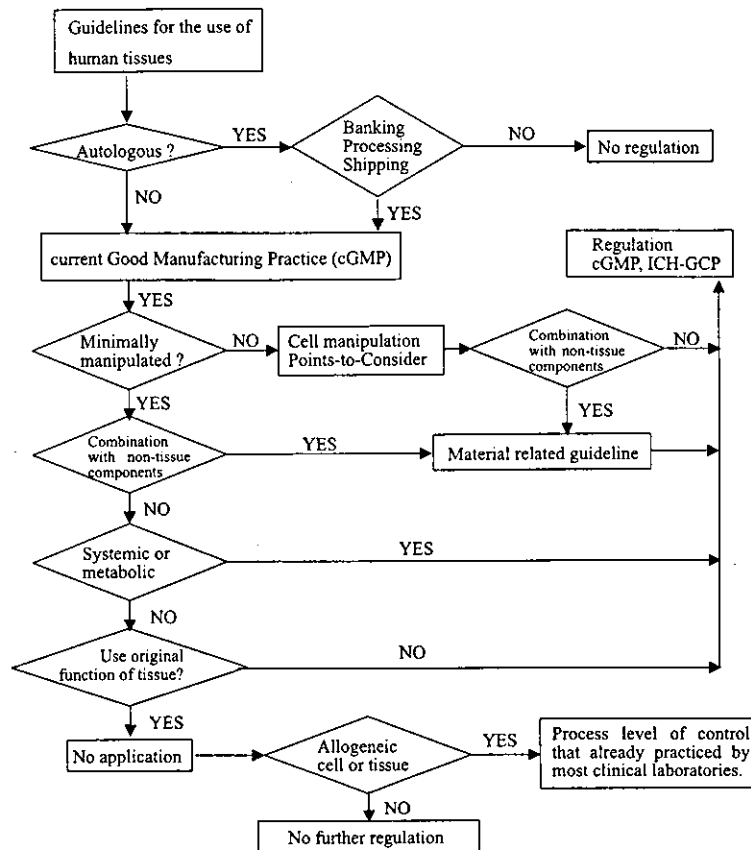 Guidelines for the use of
human tissues
Autologous ?
YES
Banking
Processing
Shipping
NO
No regulation
NO
YES
current Good Manufacturing Practice (cGMP)
Regulation
cGMP, ICH-GCP
YES
Minimally
manipulated ?
NO
Cell manipulation
Points-to-Consider
Combination
with non-tissue
components
NO
YES
YES
Combination
with non-tissue
components
YES
Material related guideline
NO
Systemic or
metabolic
YES
NO
Use original
function of tissue?
NO
YES
No application
Allogeneic
cell or tissue
YES
Process level of control
that already practiced by
most clinical laboratories.
NO
No further regulation